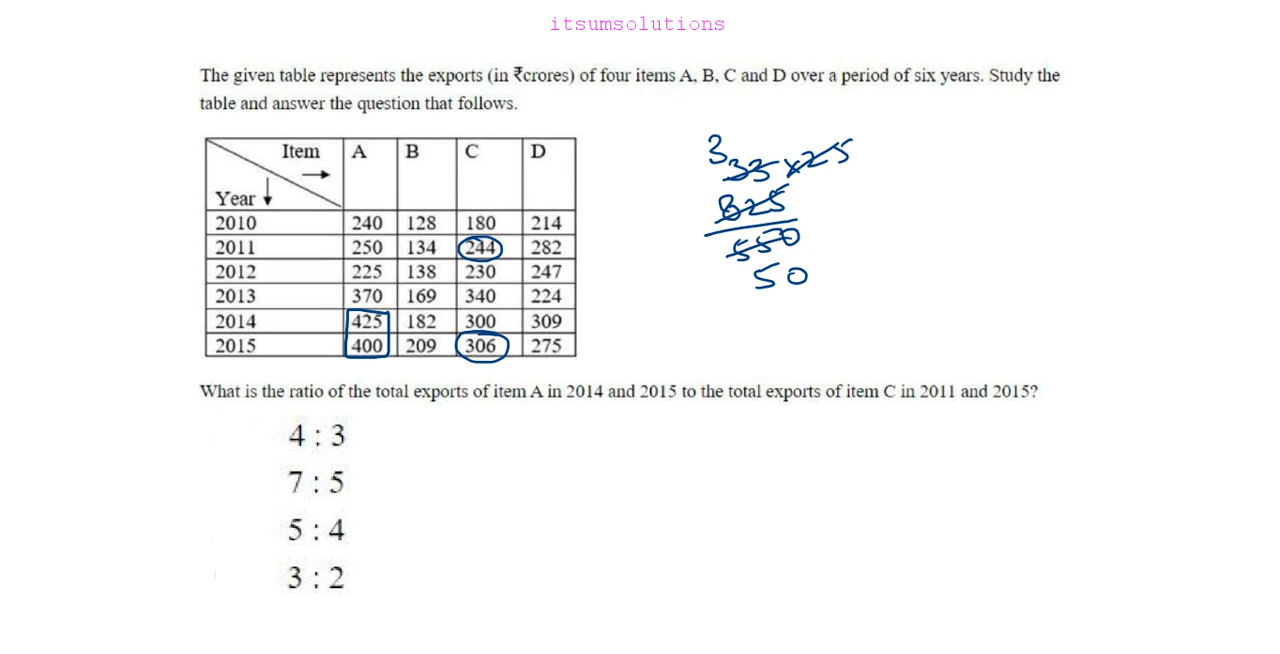 itsumsolutions
The given table represents the exports (in ₹crores) of four items A, B, C and D over a period of six years. Study the
table and answer the question that follows.
Item → A B C D
Year ↓
2010 240 128 180 214
2011 250 134 244 282
2012 225 138 230 247
2013 370 169 340 224
2014 425 182 300 309
2015 400 209 306 275
3 33 x 25
825
550
50
What is the ratio of the total exports of item A in 2014 and 2015 to the total exports of item C in 2011 and 2015?
4 : 3
7 : 5
5 : 4
3 : 2